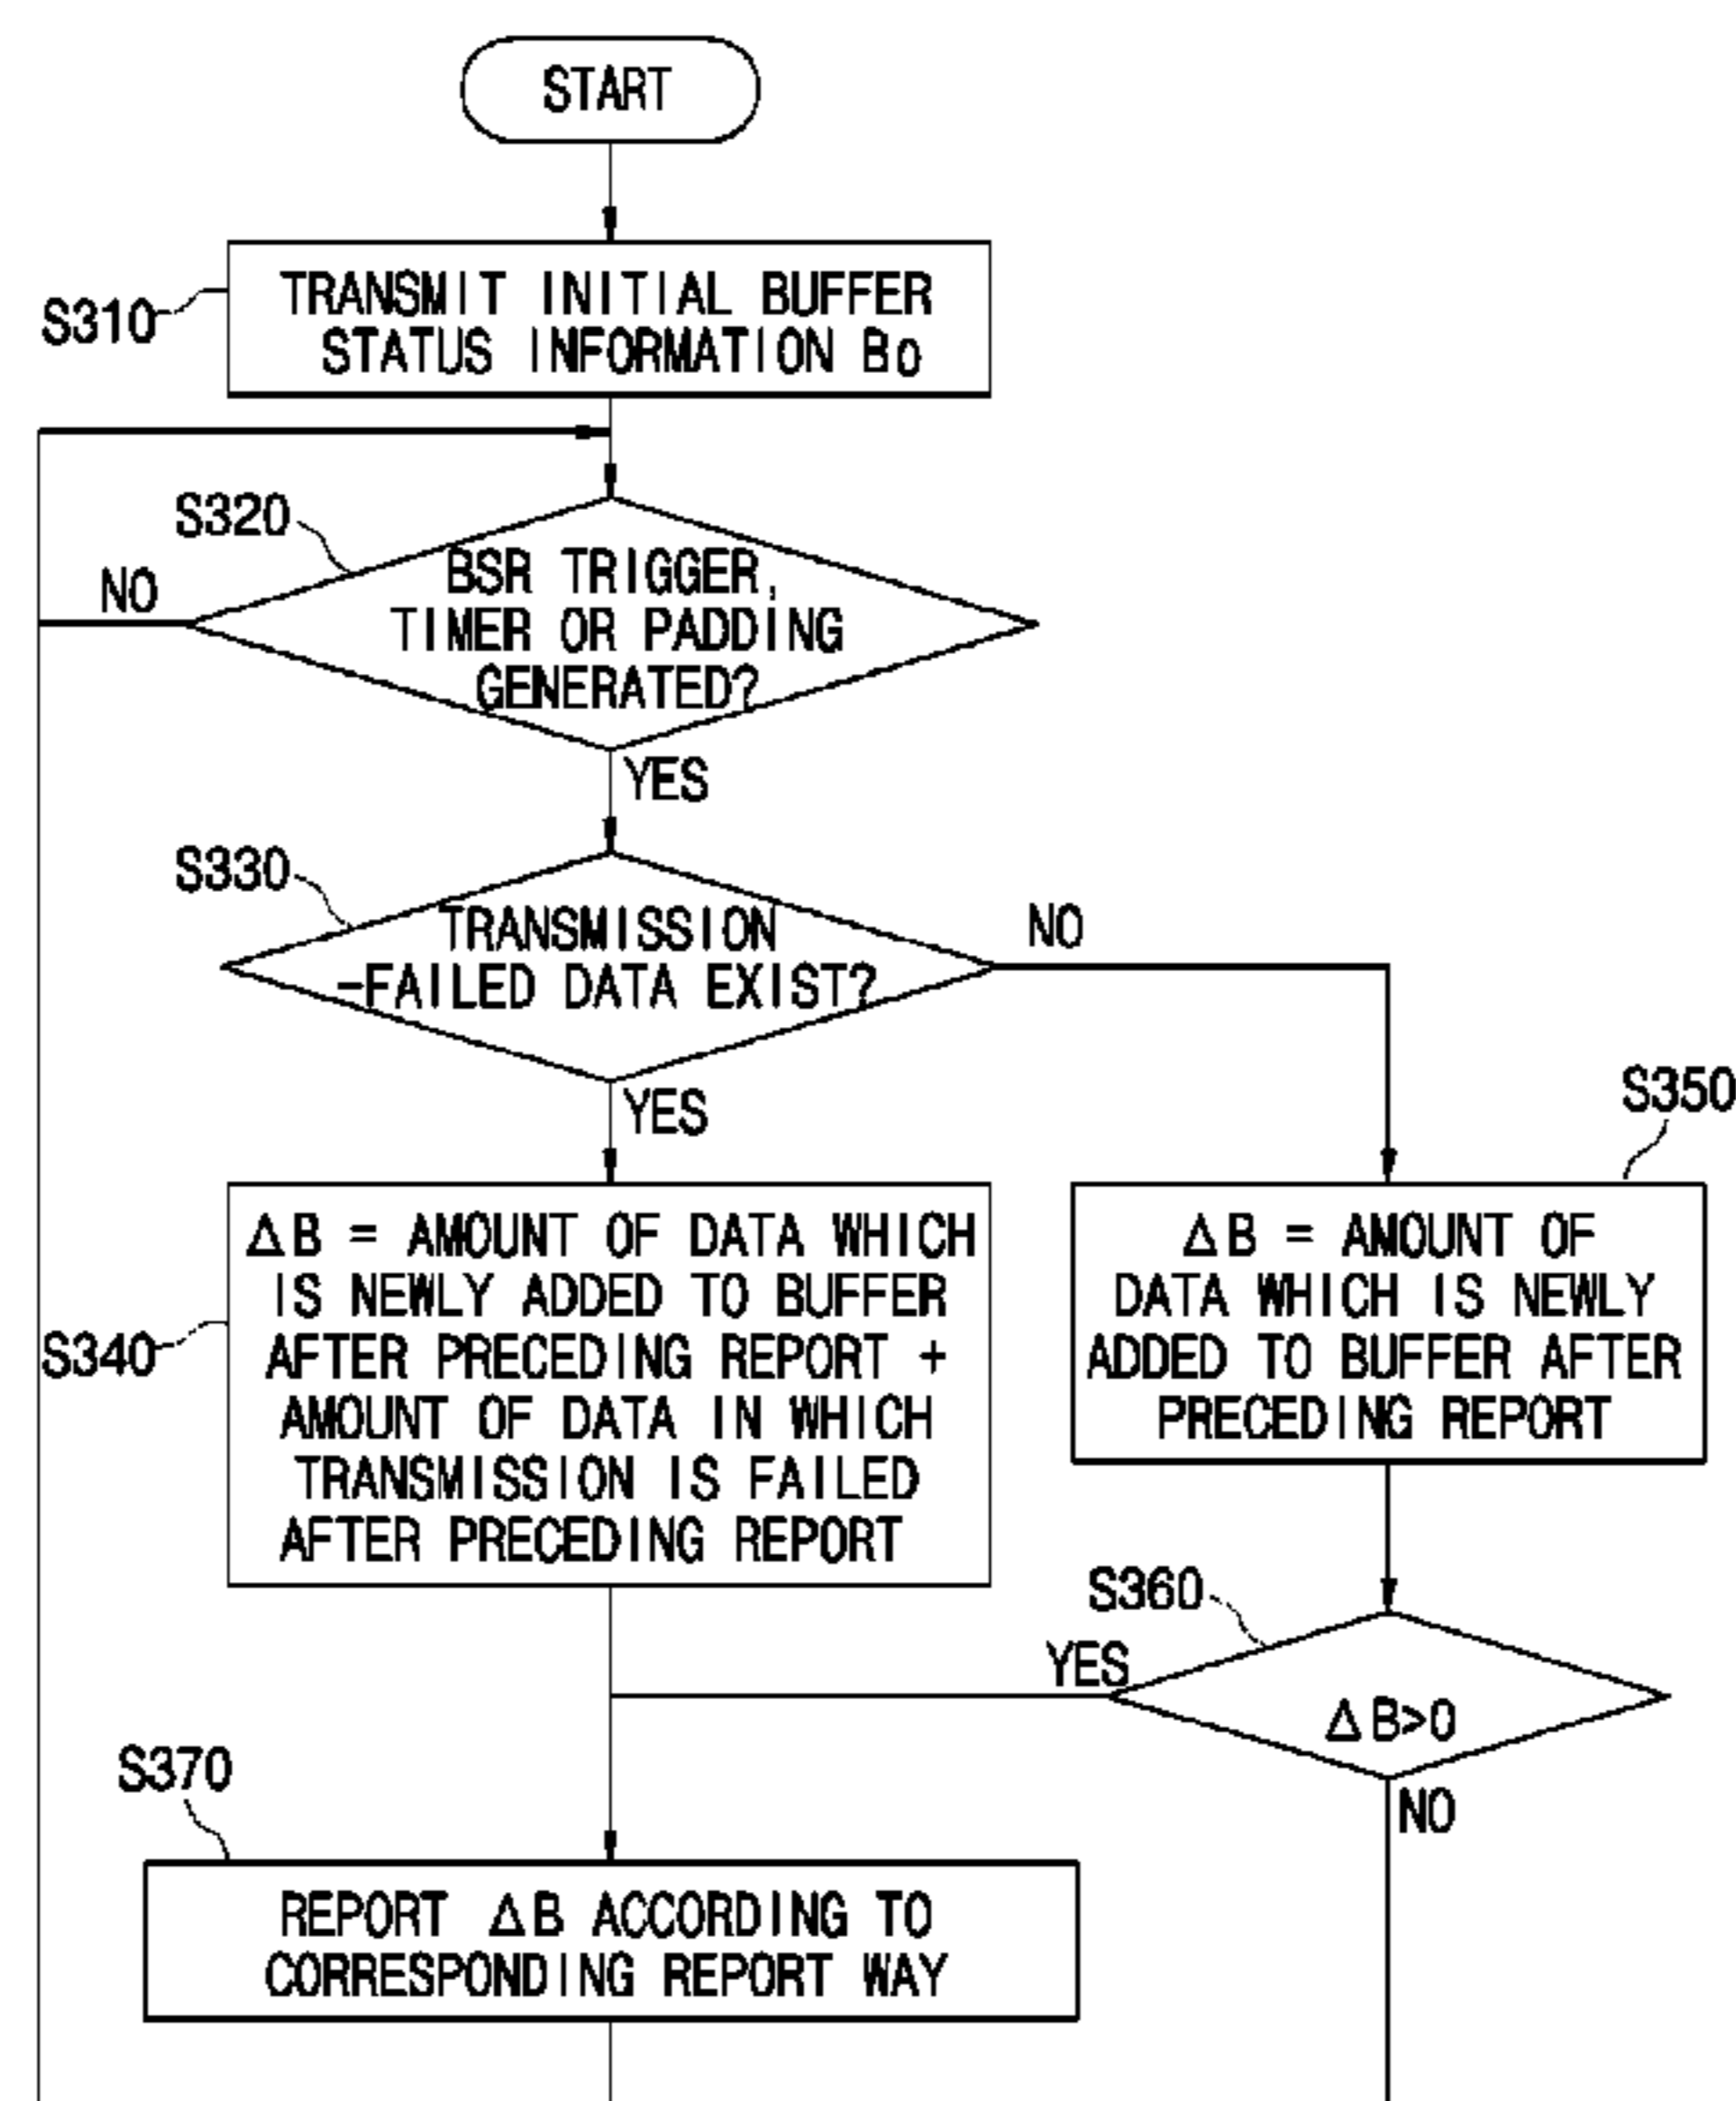 START
S310
TRANSMIT INITIAL BUFFER
STATUS INFORMATION B0
S320
NO
BSR TRIGGER,
TIMER OR PADDING
GENERATED?
YES
S330
TRANSMISSION
-FAILED DATA EXIST?
NO
YES
S340
ΔB = AMOUNT OF DATA WHICH
IS NEWLY ADDED TO BUFFER
AFTER PRECEDING REPORT +
AMOUNT OF DATA IN WHICH
TRANSMISSION IS FAILED
AFTER PRECEDING REPORT
S350
ΔB = AMOUNT OF
DATA WHICH IS NEWLY
ADDED TO BUFFER AFTER
PRECEDING REPORT
S360
YES
ΔB>0
NO
S370
REPORT ΔB ACCORDING TO
CORRESPONDING REPORT WAY